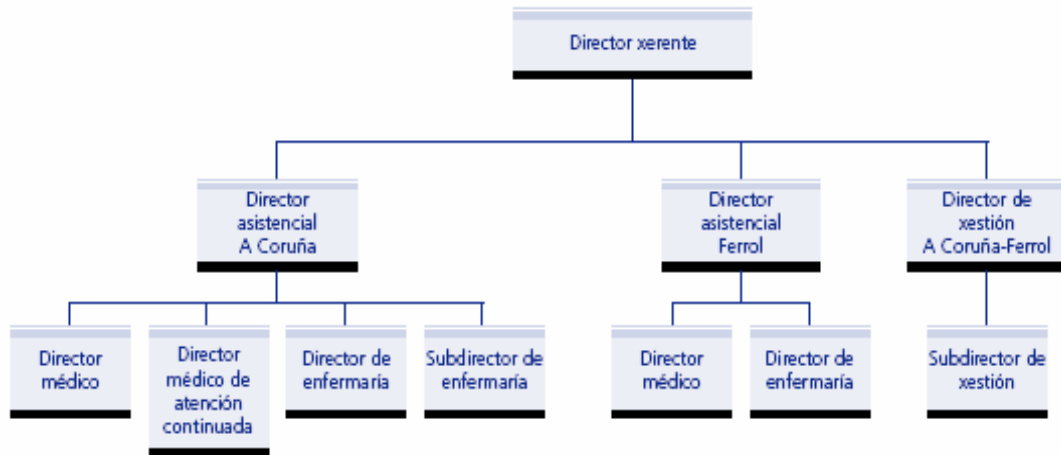 Director xerente
Director
asistencial
A Coruña
Director
asistencial
Ferrol
Director de
xestión
A Coruña-Ferrol
Director
médico
Director
médico de
atención
continuada
Director de
enfermaría
Subdirector de
enfermaría
Director
médico
Director de
enfermaría
Subdirector de
xestión